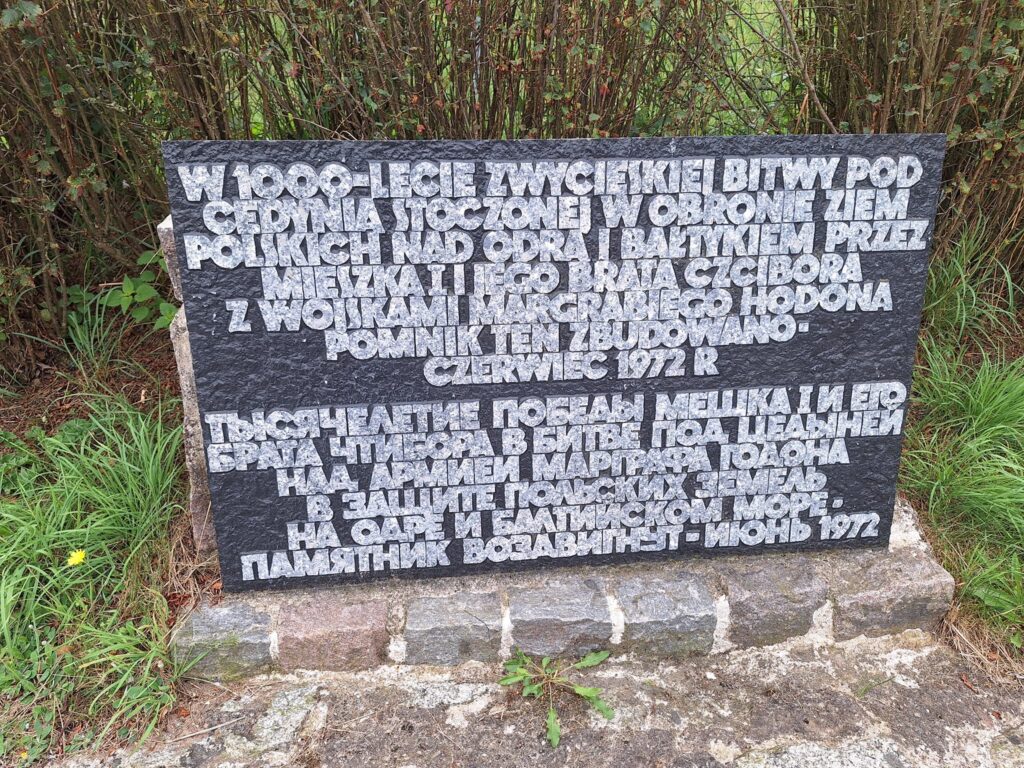 W 1000-LECIE ZWYCIĘSKIEJ BITWY POD
CEDYNIĄ STOCZONEJ W OBRONIE ZIEM
POLSKICH NAD ODRĄ I BAŁTYKIEM PRZEZ
MIESZKA I I JEGO BRATA CZCIBORA
Z WOJSKAMI MARGRABIEGO HODONA
POMNIK TEN ZBUDOWANO-
CZERWIEC 1972 R
ТЫСЯЧЕЛЕТИЕ ПОБЕДЫ МЕШКА I И ЕГО
БРАТА ЧТИБОРА В БИТВЕ ПОД ЦЕДЫНЕЙ
НАД АРМИЕЙ МАРГРАФА ГОДОНА
В ЗАЩИТЕ ПОЛЬСКИХ ЗЕМЕЛЬ
НА ОДРЕ И БАЛТИЙСКОМ МОРЕ-
ПАМЯТНИК ВОЗАВИГНУТ-ИЮНЬ 1972